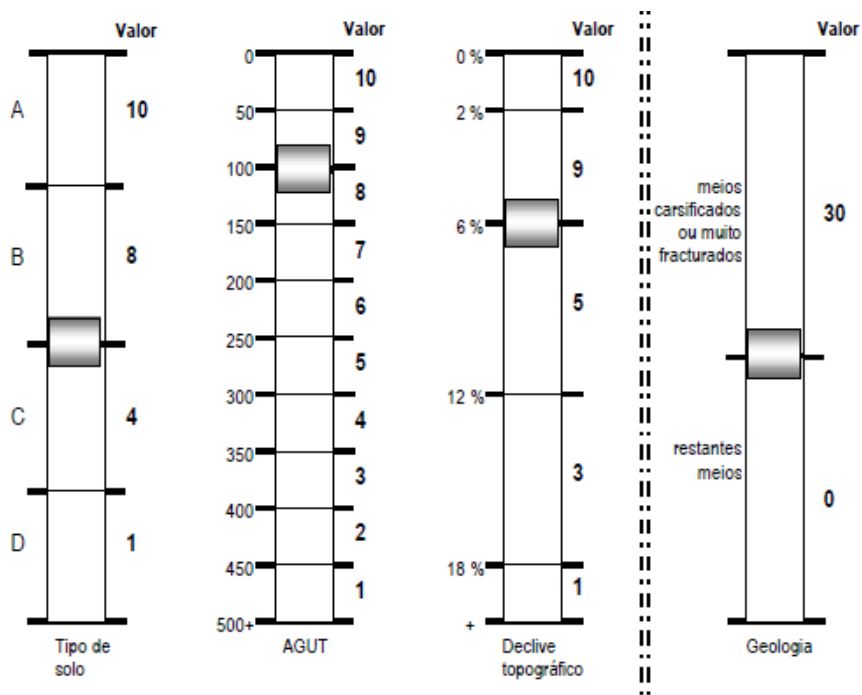 Valor
A
10
B
8
C
4
D
1
Tipo de
solo
Valor
0
10
50
9
100
8
150
7
200
6
250
5
300
4
350
3
400
2
450
1
500+
AGUT
Valor
0 %
10
2 %
9
6 %
5
12 %
3
18 %
1
+
Declive
topográfico
Valor
meios
carsificados
ou muito
fracturados
30
restantes
meios
0
Geologia